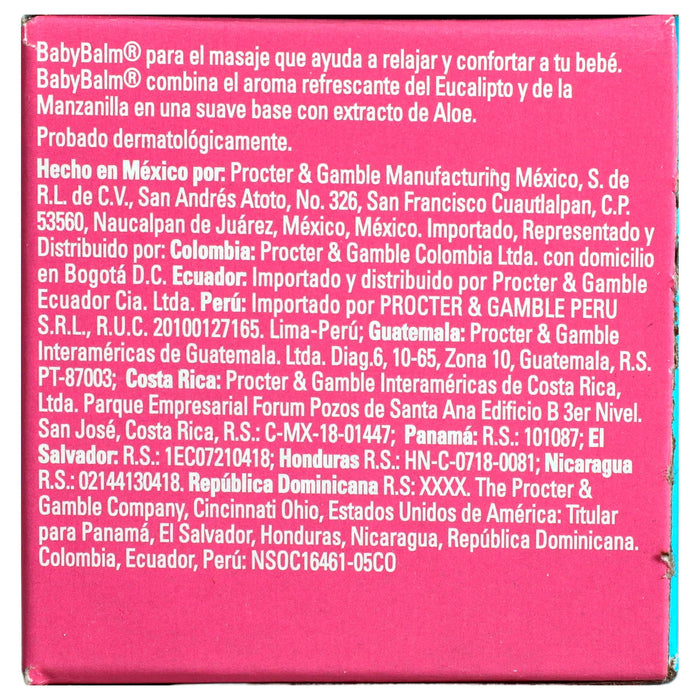 BabyBalm® para el masaje que ayuda a relajar y confortar a tu bebé.
BabyBalm® combina el aroma refrescante del Eucalipto y de la
Manzanilla en una suave base con extracto de Aloe.
Probado dermatológicamente.
Hecho en México por: Procter & Gamble Manufacturing México, S. de
R.L. de C.V., San Andrés Atoto, No. 326, San Francisco Cuautlalpan, C.P.
53560, Naucalpan de Juárez, México, México. Importado, Representado y
Distribuido por: Colombia: Procter & Gamble Colombia Ltda. con domicilio
en Bogotá D.C. Ecuador: Importado y distribuido por Procter & Gamble
Ecuador Cia. Ltda. Perú: Importado por PROCTER & GAMBLE PERU
S.R.L., R.U.C. 20100127165. Lima-Perú; Guatemala: Procter & Gamble
Interaméricas de Guatemala. Ltda. Diag.6, 10-65, Zona 10, Guatemala, R.S.
PT-87003; Costa Rica: Procter & Gamble Interaméricas de Costa Rica,
Ltda. Parque Empresarial Forum Pozos de Santa Ana Edificio B 3er Nivel.
San José, Costa Rica, R.S.: C-MX-18-01447; Panamá: R.S.: 101087; El
Salvador: R.S.: 1EC07210418; Honduras R.S.: HN-C-0718-0081; Nicaragua
R.S.: 02144130418. República Dominicana R.S: XXXX. The Procter &
Gamble Company, Cincinnati Ohio, Estados Unidos de América: Titular
para Panamá, El Salvador, Honduras, Nicaragua, República Dominicana.
Colombia, Ecuador, Perú: NSOC16461-05CO